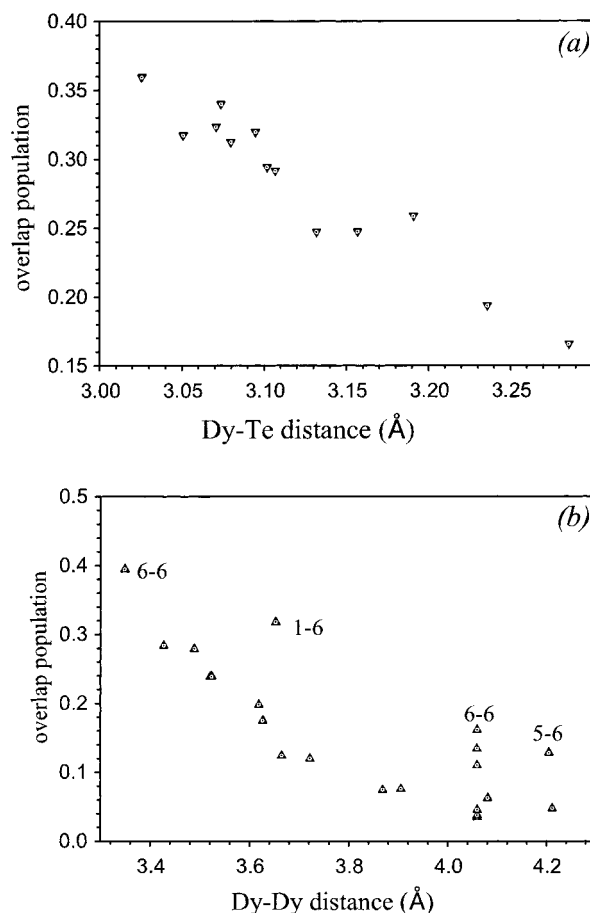 (a)
0.40
0.35
0.30
0.25
0.20
0.15
overlap population
3.00 3.05 3.10 3.15 3.20 3.25
Dy-Te distance (Å)
(b)
0.5
0.4
0.3
0.2
0.1
0.0
overlap population
6-6
1-6
6-6
5-6
3.4 3.6 3.8 4.0 4.2
Dy-Dy distance (Å)